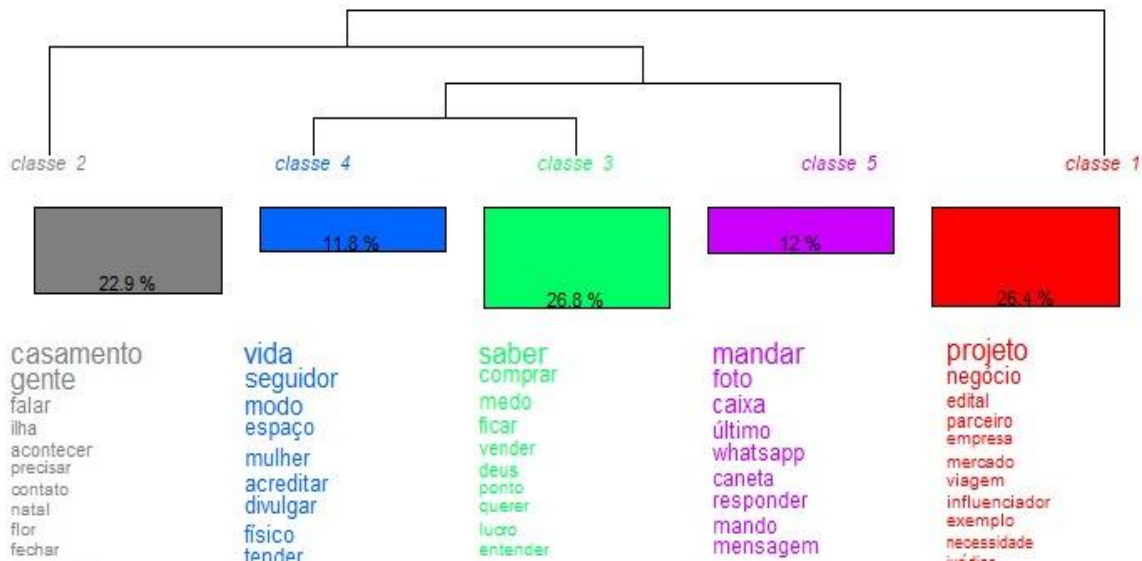 classe 2
classe 4
classe 3
classe 5
classe 1
22.9 %
11.8 %
26.8 %
12 %
26.4 %
casamento
gente
falar
ilha
acontecer
precisar
contato
natal
flor
fechar
vida
seguidor
modo
espaço
mulher
acreditar
divulgar
físico
tender
saber
comprar
medo
ficar
vender
deus
ponto
querer
lucro
entender
mandar
foto
caixa
último
whatsapp
caneta
responder
mando
mensagem
projeto
negócio
edital
parceiro
empresa
mercado
viagem
influenciador
exemplo
necessidade